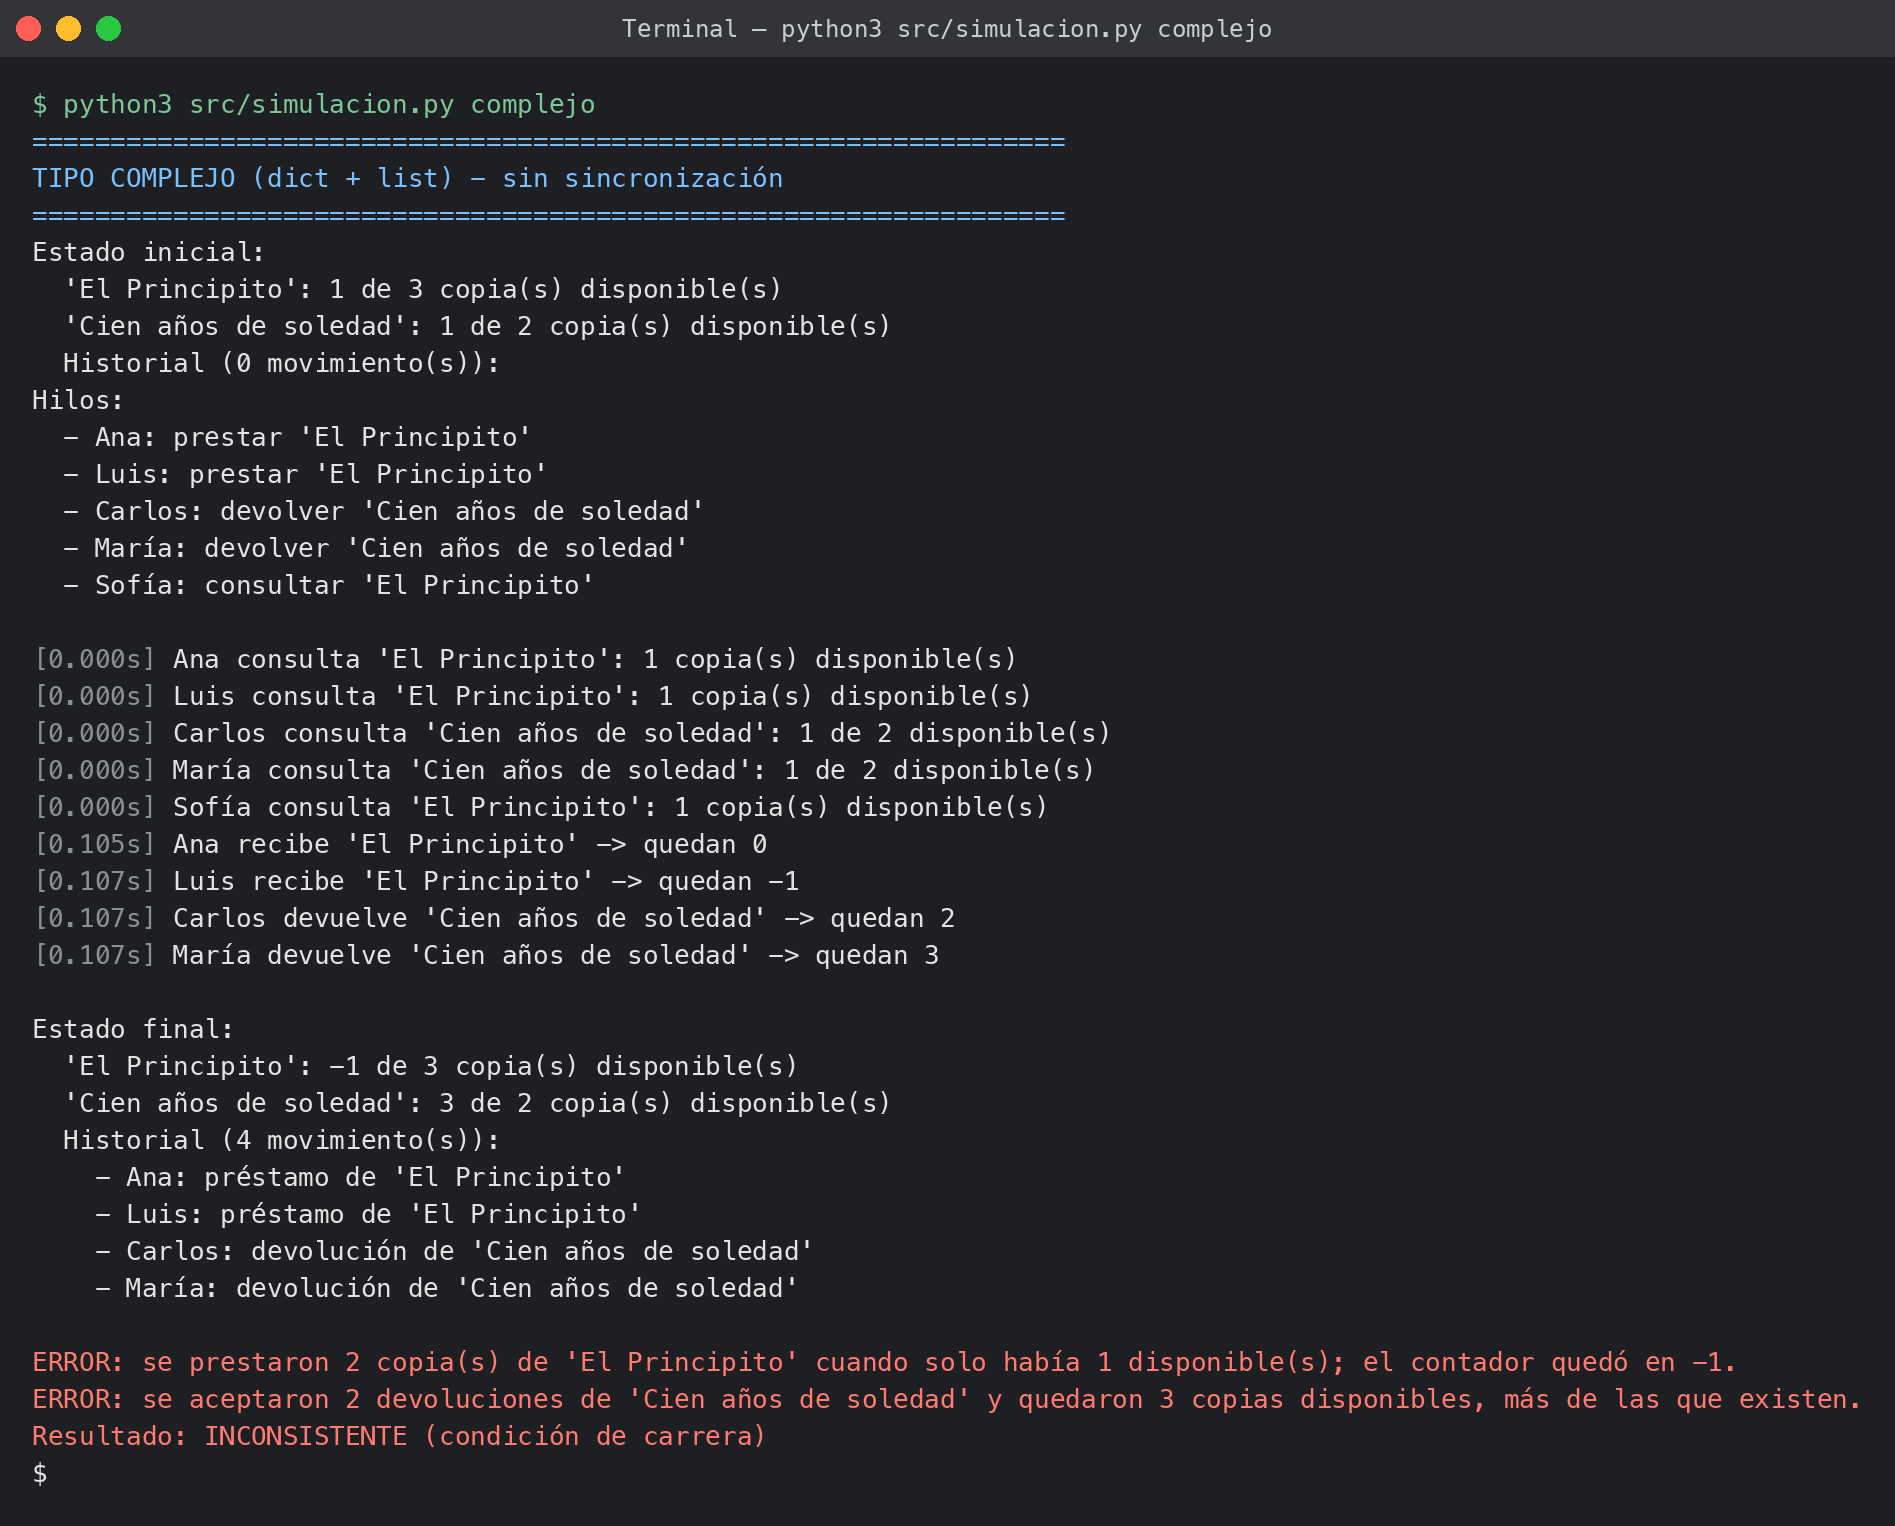 Terminal — python3 src/simulacion.py complejo
$ python3 src/simulacion.py complejo
==================================================================
TIPO COMPLEJO (dict + list) — sin sincronización
==================================================================
Estado inicial:
  'El Principito': 1 de 3 copia(s) disponible(s)
  'Cien años de soledad': 1 de 2 copia(s) disponible(s)
  Historial (0 movimiento(s)):
Hilos:
  - Ana: prestar 'El Principito'
  - Luis: prestar 'El Principito'
  - Carlos: devolver 'Cien años de soledad'
  - María: devolver 'Cien años de soledad'
  - Sofía: consultar 'El Principito'
[0.000s] Ana consulta 'El Principito': 1 copia(s) disponible(s)
[0.000s] Luis consulta 'El Principito': 1 copia(s) disponible(s)
[0.000s] Carlos consulta 'Cien años de soledad': 1 de 2 disponible(s)
[0.000s] María consulta 'Cien años de soledad': 1 de 2 disponible(s)
[0.000s] Sofía consulta 'El Principito': 1 copia(s) disponible(s)
[0.105s] Ana recibe 'El Principito' -> quedan 0
[0.107s] Luis recibe 'El Principito' -> quedan -1
[0.107s] Carlos devuelve 'Cien años de soledad' -> quedan 2
[0.107s] María devuelve 'Cien años de soledad' -> quedan 3
Estado final:
  'El Principito': -1 de 3 copia(s) disponible(s)
  'Cien años de soledad': 3 de 2 copia(s) disponible(s)
  Historial (4 movimiento(s)):
    - Ana: préstamo de 'El Principito'
    - Luis: préstamo de 'El Principito'
    - Carlos: devolución de 'Cien años de soledad'
    - María: devolución de 'Cien años de soledad'
ERROR: se prestaron 2 copia(s) de 'El Principito' cuando solo había 1 disponible(s); el contador quedó en -1.
ERROR: se aceptaron 2 devoluciones de 'Cien años de soledad' y quedaron 3 copias disponibles, más de las que existen.
Resultado: INCONSISTENTE (condición de carrera)
$